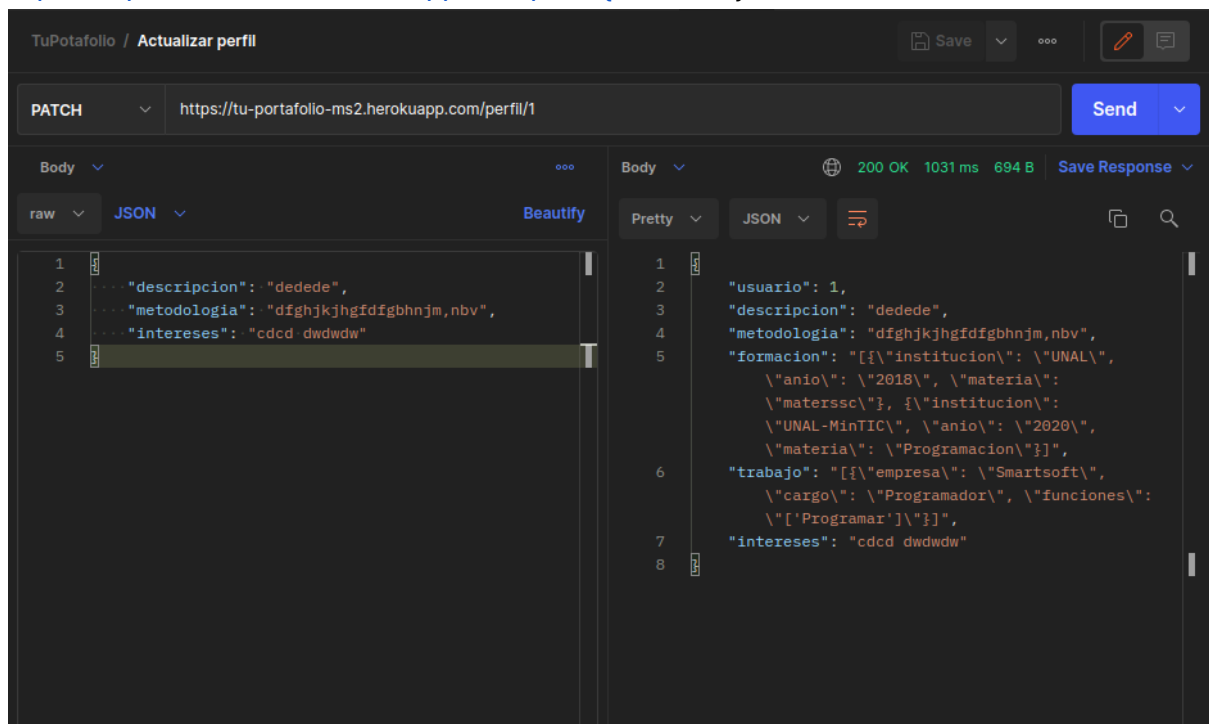 TuPotafolio / Actualizar perfil
Save
PATCH
https://tu-portafolio-ms2.herokuapp.com/perfil/1
Send
Body
raw
JSON
Beautify
1 {
2 "descripcion": "dedede",
3 "metodologia": "dfghjkjhgfdfgbhnjm,nbv",
4 "intereses": "cdcd dwdwdw"
5 }
Body
200 OK 1031 ms 694 B
Save Response
Pretty
JSON
1 {
2 "usuario": 1,
3 "descripcion": "dedede",
4 "metodologia": "dfghjkjhgfdfgbhnjm,nbv",
5 "formacion": "[{\"institucion\": \"UNAL\",
\"anio\": \"2018\", \"materia\":
\"materssc\"}, {\"institucion\":
\"UNAL-MinTIC\", \"anio\": \"2020\",
\"materia\": \"Programacion\"}]",
6 "trabajo": "[{\"empresa\": \"Smartsoft\",
\"cargo\": \"Programador\", \"funciones\":
\"['Programar']\"}]",
7 "intereses": "cdcd dwdwdw"
8 }